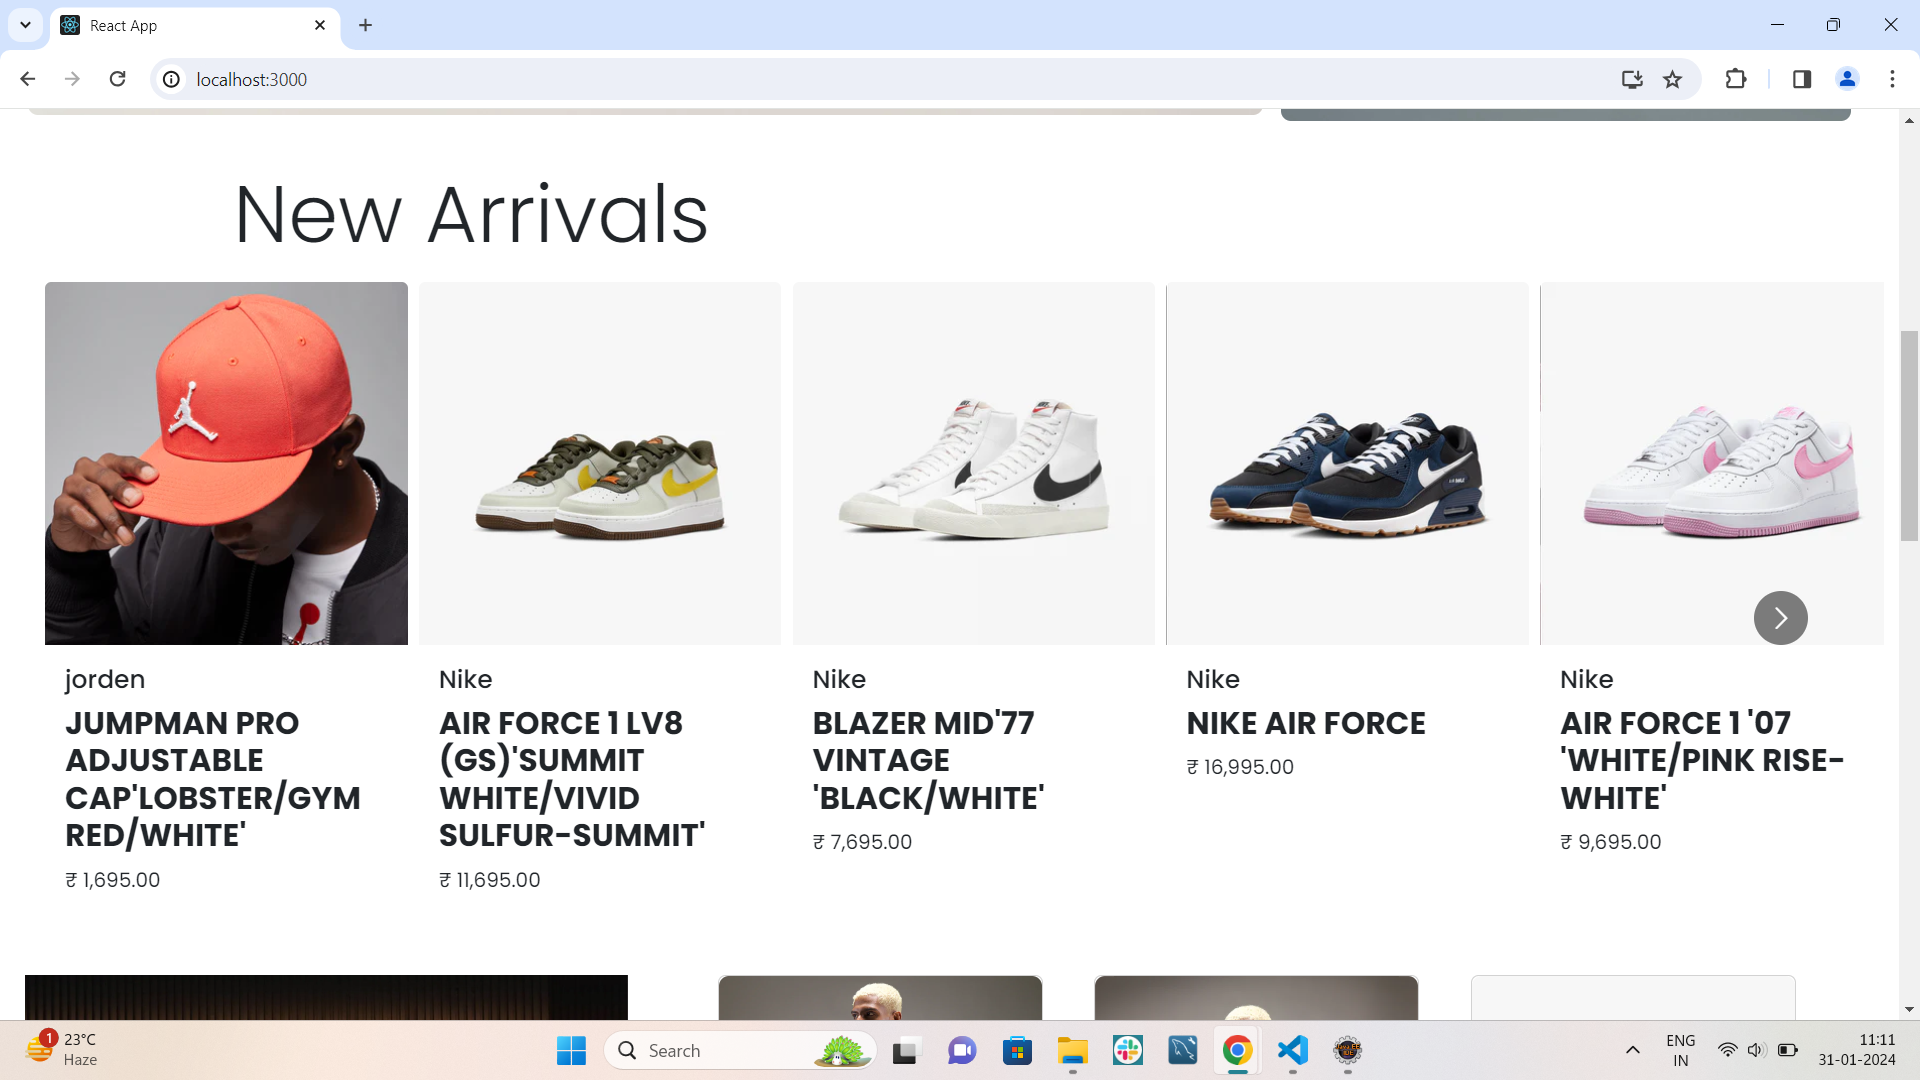 React App
localhost:3000
New Arrivals
jorden
JUMPMAN PRO
ADJUSTABLE
CAP'LOBSTER/GYM
RED/WHITE'
₹ 1,695.00
Nike
AIR FORCE 1 LV8
(GS)'SUMMIT
WHITE/VIVID
SULFUR-SUMMIT'
₹ 11,695.00
Nike
BLAZER MID'77
VINTAGE
'BLACK/WHITE'
₹ 7,695.00
Nike
NIKE AIR FORCE
₹ 16,995.00
Nike
AIR FORCE 1 '07
'WHITE/PINK RISE-
WHITE'
₹ 9,695.00
1
23°C
Haze
Search
ENG
IN
11:11
31-01-2024